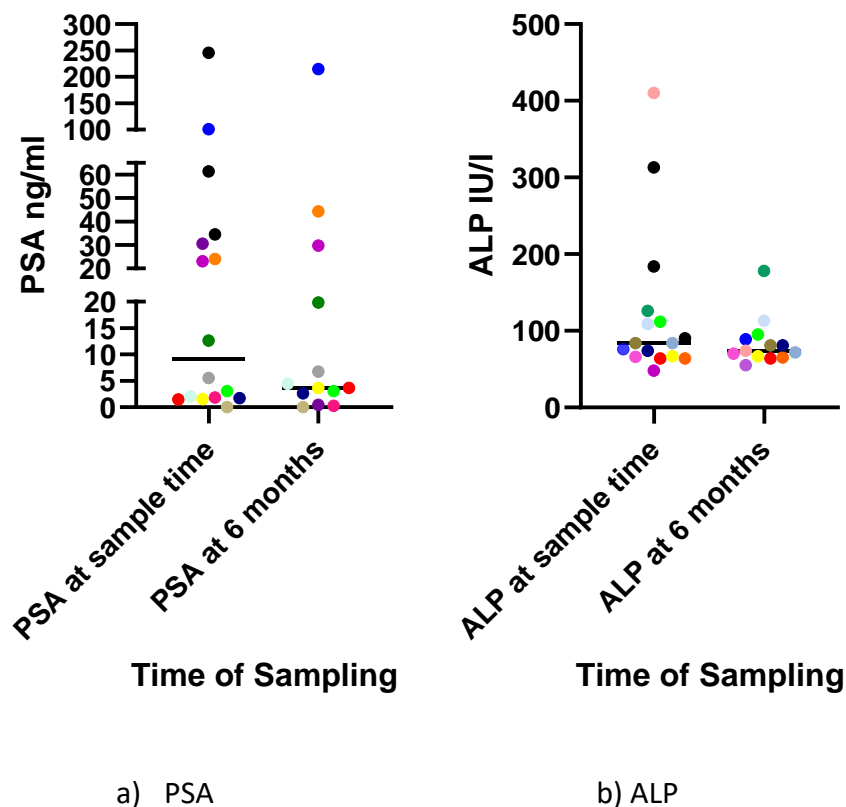 300
250
200
150
100
60
50
40
30
20
20
15
10
5
0
PSA ng/ml
PSA at sample time
PSA at 6 months
Time of Sampling
500
400
300
200
100
0
ALP IU/l
ALP at sample time
ALP at 6 months
Time of Sampling
a) PSA
b) ALP